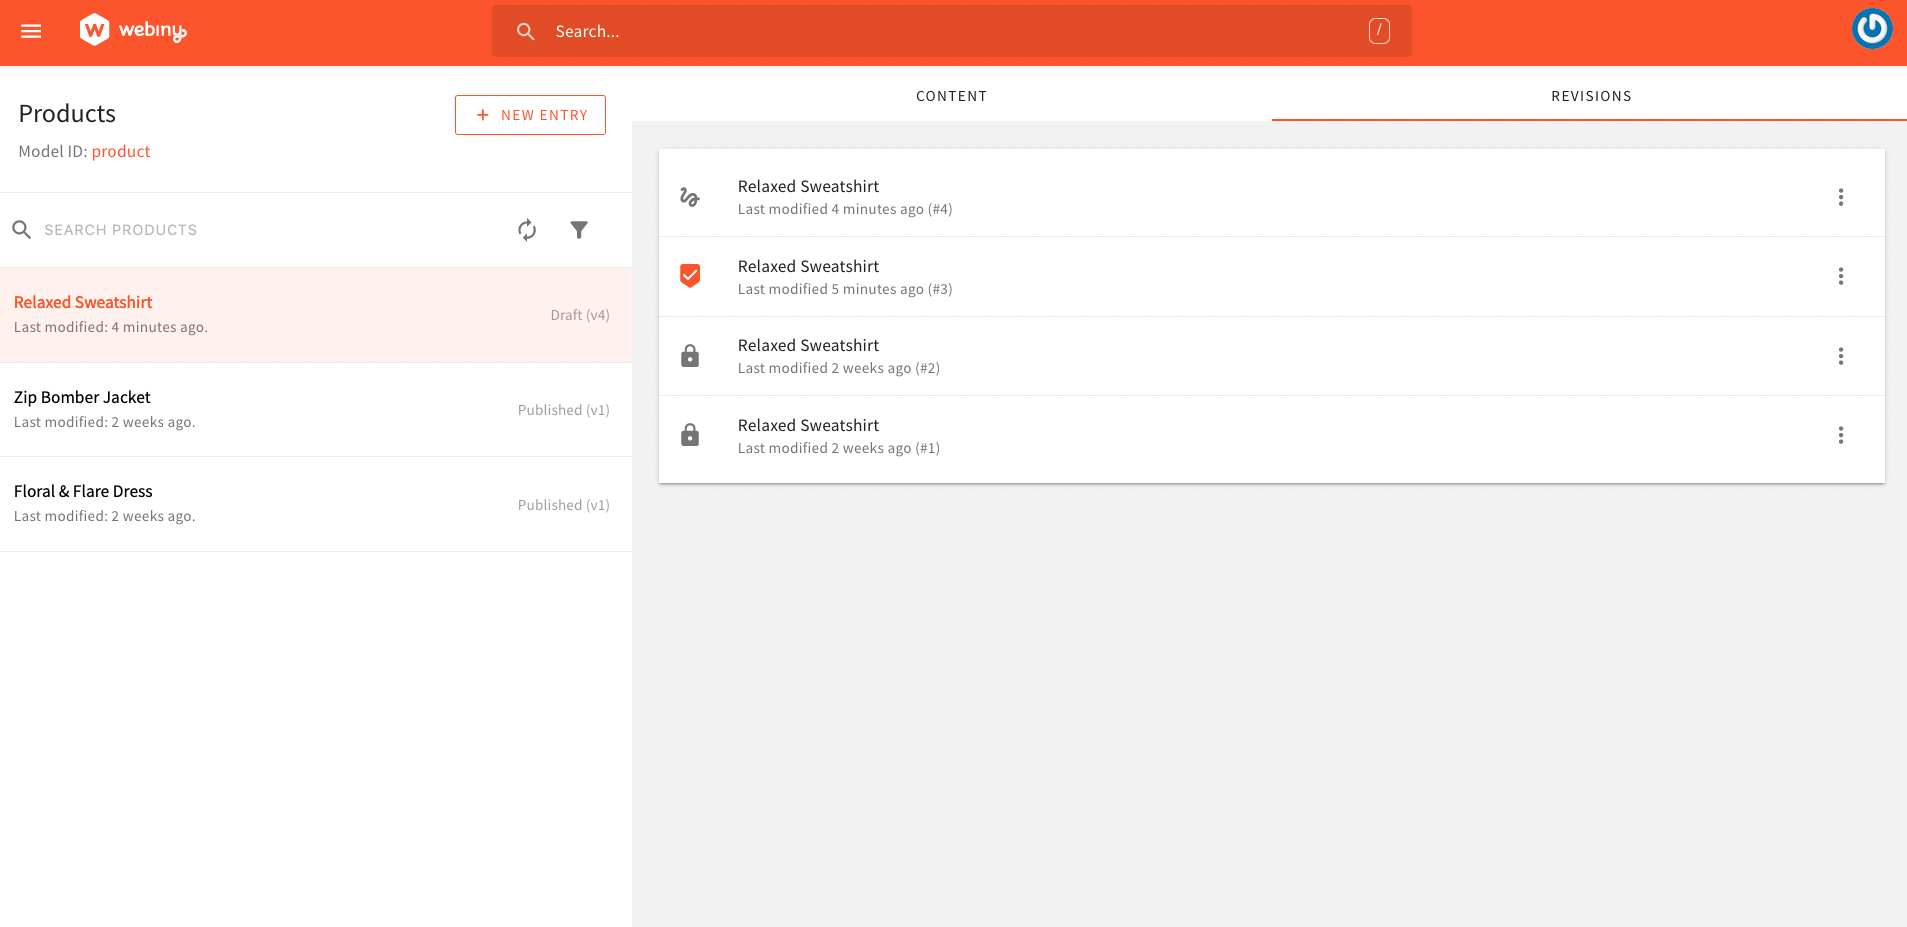 webiny
Search...
/
Products
NEW ENTRY
Model ID: product
SEARCH PRODUCTS
Relaxed Sweatshirt
Last modified: 4 minutes ago.
Draft (v4)
Zip Bomber Jacket
Last modified: 2 weeks ago.
Published (v1)
Floral & Flare Dress
Last modified: 2 weeks ago.
Published (v1)
CONTENT
REVISIONS
Relaxed Sweatshirt
Last modified 4 minutes ago (#4)
Relaxed Sweatshirt
Last modified 5 minutes ago (#3)
Relaxed Sweatshirt
Last modified 2 weeks ago (#2)
Relaxed Sweatshirt
Last modified 2 weeks ago (#1)